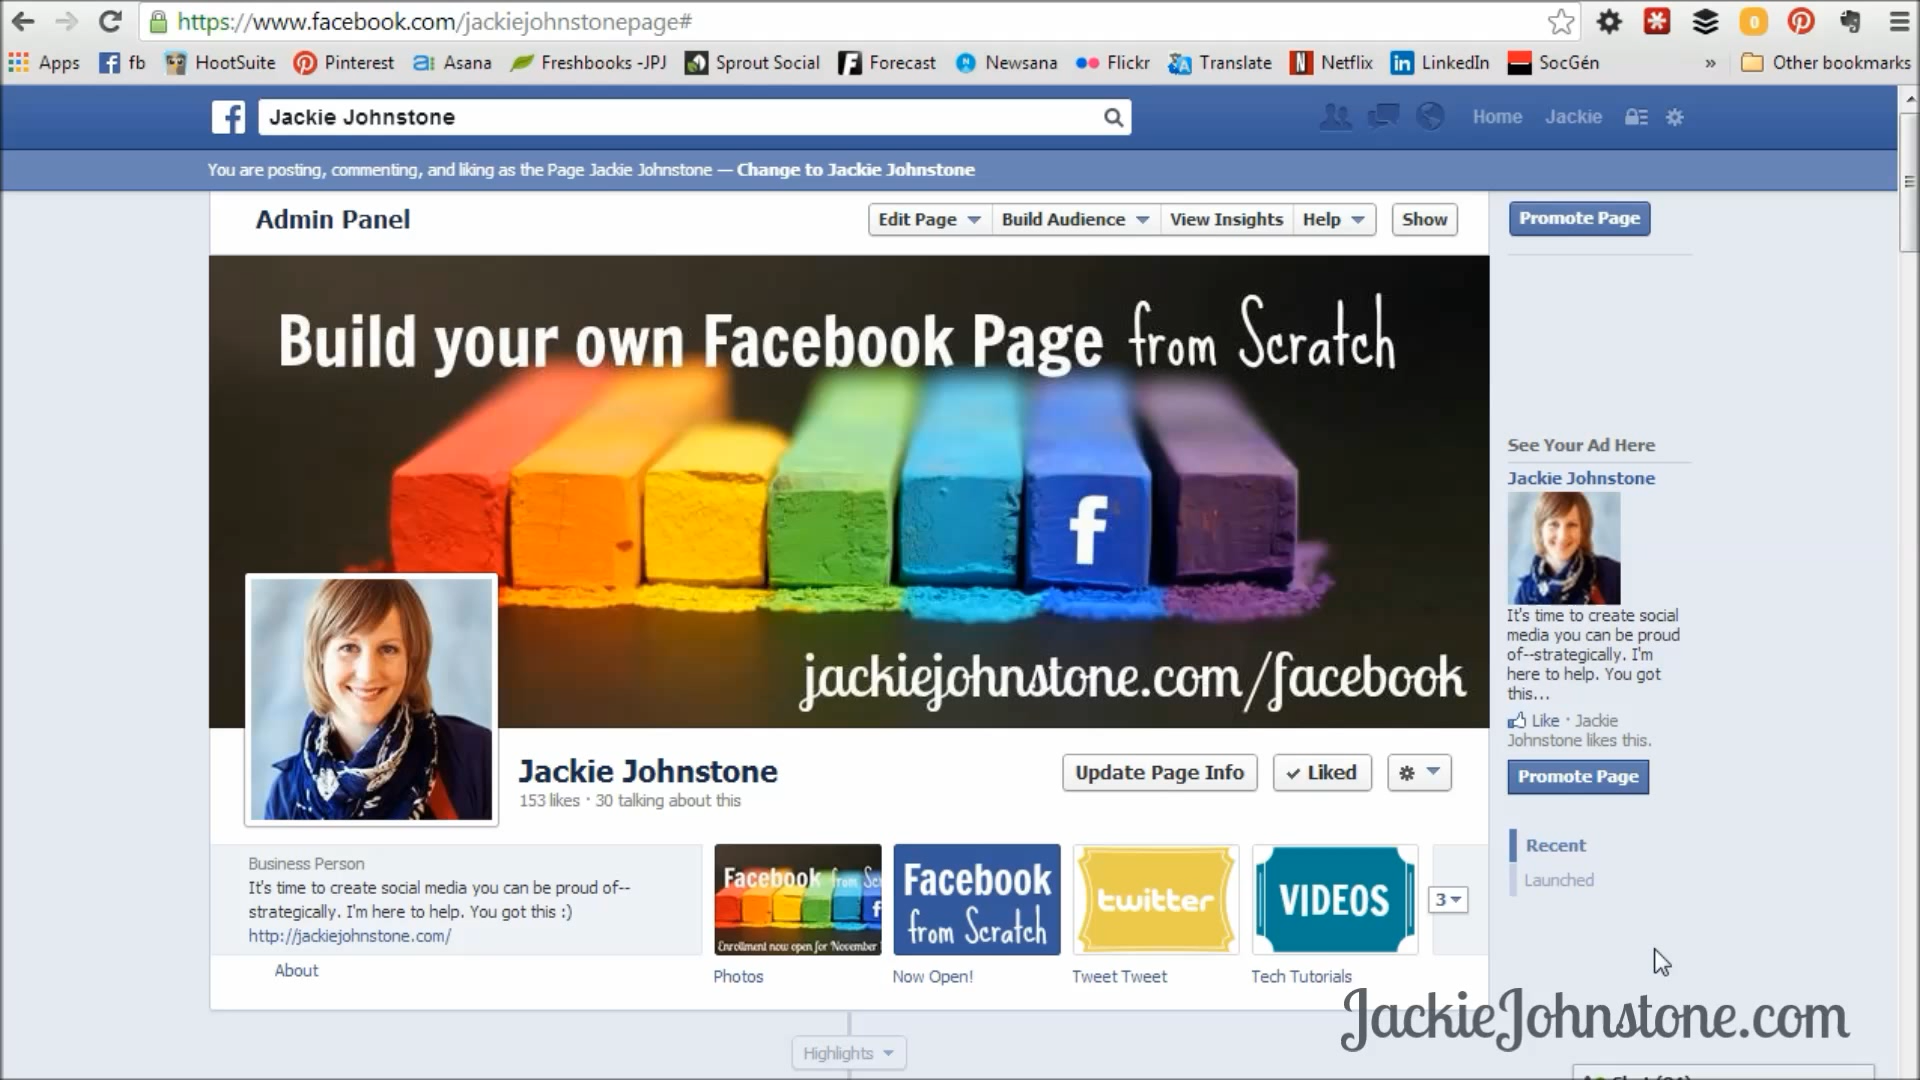 https://www.facebook.com/jackiejohnstonepage#
Apps fb HootSuite Pinterest Asana Freshbooks -JPJ Sprout Social Forecast Newsana Flickr Translate Netflix LinkedIn SocGén » Other bookmarks
Jackie Johnstone
Home Jackie
You are posting, commenting, and liking as the Page Jackie Johnstone — Change to Jackie Johnstone
Admin Panel
Edit Page Build Audience View Insights Help Show
Promote Page
Build your own Facebook Page from Scratch
f
jackiejohnstone.com/facebook
See Your Ad Here
Jackie Johnstone
It's time to create social
media you can be proud
of--strategically. I'm
here to help. You got
this...
Like · Jackie
Johnstone likes this.
Promote Page
Jackie Johnstone
153 likes · 30 talking about this
Update Page Info
✓ Liked
Recent
Launched
Business Person
It's time to create social media you can be proud of--
strategically. I'm here to help. You got this :)
http://jackiejohnstone.com/
About
Facebook from Sc
Enrollment now open for November
Photos
Facebook
from Scratch
Now Open!
twitter
Tweet Tweet
VIDEOS
Tech Tutorials
3
JackieJohnstone.com
Highlights